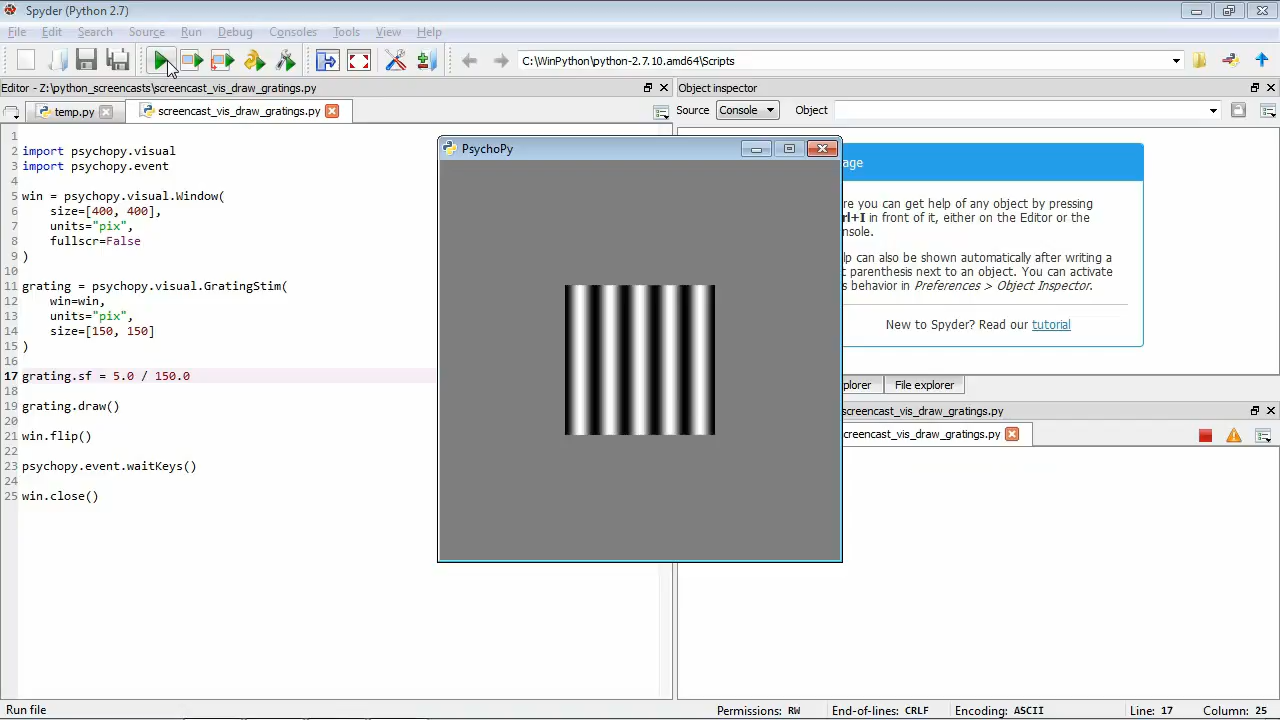 Spyder (Python 2.7)
File Edit Search Source Run Debug Consoles Tools View Help
C:\WinPython\python-2.7.10.amd64\Scripts
Editor - Z:\python_screencasts\screencast_vis_draw_gratings.py
temp.py screencast_vis_draw_gratings.py
1
2 import psychopy.visual
3 import psychopy.event
4
5 win = psychopy.visual.Window(
6 size=[400, 400],
7 units="pix",
8 fullscr=False
9 )
10
11 grating = psychopy.visual.GratingStim(
12 win=win,
13 units="pix",
14 size=[150, 150]
15 )
16
17 grating.sf = 5.0 / 150.0
18
19 grating.draw()
20
21 win.flip()
22
23 psychopy.event.waitKeys()
24
25 win.close()
PsychoPy
Object inspector
Source Console Object
age
re you can get help of any object by pressing
rl+I in front of it, either on the Editor or the
nsole.
lp can also be shown automatically after writing a
t parenthesis next to an object. You can activate
s behavior in Preferences > Object Inspector.
New to Spyder? Read our tutorial
plorer File explorer
screencast_vis_draw_gratings.py
creencast_vis_draw_gratings.py
Run file Permissions: RW End-of-lines: CRLF Encoding: ASCII Line: 17 Column: 25